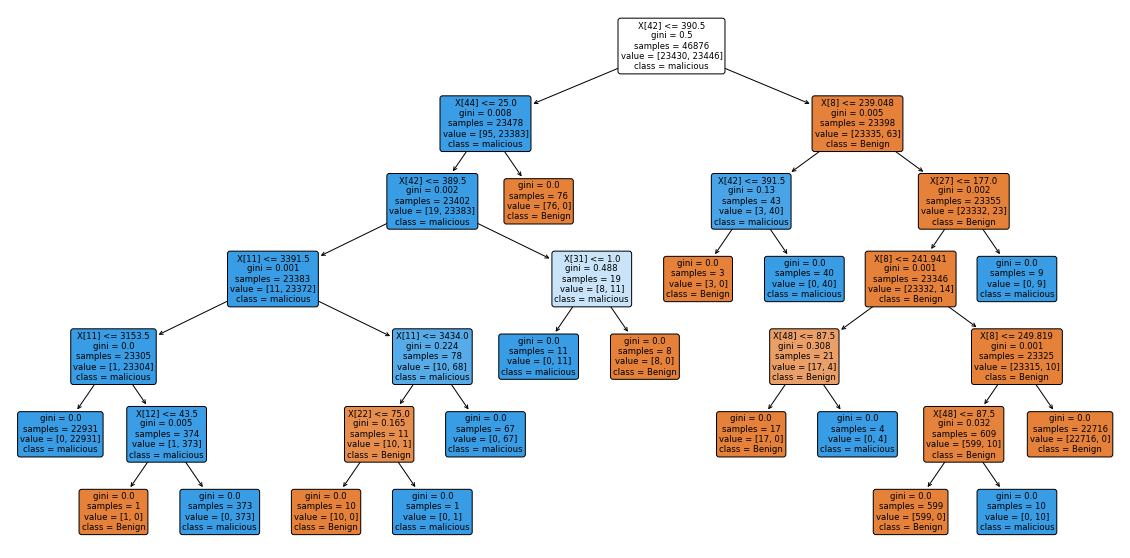 X[42] <= 390.5
gini = 0.5
samples = 46876
value = [23430, 23446]
class = malicious
X[44] <= 25.0
gini = 0.008
samples = 23478
value = [95, 23383]
class = malicious
X[8] <= 239.048
gini = 0.005
samples = 23398
value = [23335, 63]
class = Benign
X[42] <= 389.5
gini = 0.002
samples = 23402
value = [19, 23383]
class = malicious
gini = 0.0
samples = 76
value = [76, 0]
class = Benign
X[42] <= 391.5
gini = 0.13
samples = 43
value = [3, 40]
class = malicious
X[27] <= 177.0
gini = 0.002
samples = 23355
value = [23332, 23]
class = Benign
X[11] <= 3391.5
gini = 0.001
samples = 23383
value = [11, 23372]
class = malicious
X[31] <= 1.0
gini = 0.488
samples = 19
value = [8, 11]
class = malicious
gini = 0.0
samples = 3
value = [3, 0]
class = Benign
gini = 0.0
samples = 40
value = [0, 40]
class = malicious
X[8] <= 241.941
gini = 0.001
samples = 23346
value = [23332, 14]
class = Benign
gini = 0.0
samples = 9
value = [0, 9]
class = malicious
X[11] <= 3153.5
gini = 0.0
samples = 23305
value = [1, 23304]
class = malicious
X[11] <= 3434.0
gini = 0.224
samples = 78
value = [10, 68]
class = malicious
gini = 0.0
samples = 11
value = [0, 11]
class = malicious
gini = 0.0
samples = 8
value = [8, 0]
class = Benign
X[48] <= 87.5
gini = 0.308
samples = 21
value = [17, 4]
class = Benign
X[8] <= 249.819
gini = 0.001
samples = 23325
value = [23315, 10]
class = Benign
gini = 0.0
samples = 22931
value = [0, 22931]
class = malicious
X[12] <= 43.5
gini = 0.005
samples = 374
value = [1, 373]
class = malicious
X[22] <= 75.0
gini = 0.165
samples = 11
value = [10, 1]
class = Benign
gini = 0.0
samples = 67
value = [0, 67]
class = malicious
gini = 0.0
samples = 17
value = [17, 0]
class = Benign
gini = 0.0
samples = 4
value = [0, 4]
class = malicious
X[48] <= 87.5
gini = 0.032
samples = 609
value = [599, 10]
class = Benign
gini = 0.0
samples = 22716
value = [22716, 0]
class = Benign
gini = 0.0
samples = 1
value = [1, 0]
class = Benign
gini = 0.0
samples = 373
value = [0, 373]
class = malicious
gini = 0.0
samples = 10
value = [10, 0]
class = Benign
gini = 0.0
samples = 1
value = [0, 1]
class = malicious
gini = 0.0
samples = 599
value = [599, 0]
class = Benign
gini = 0.0
samples = 10
value = [0, 10]
class = malicious